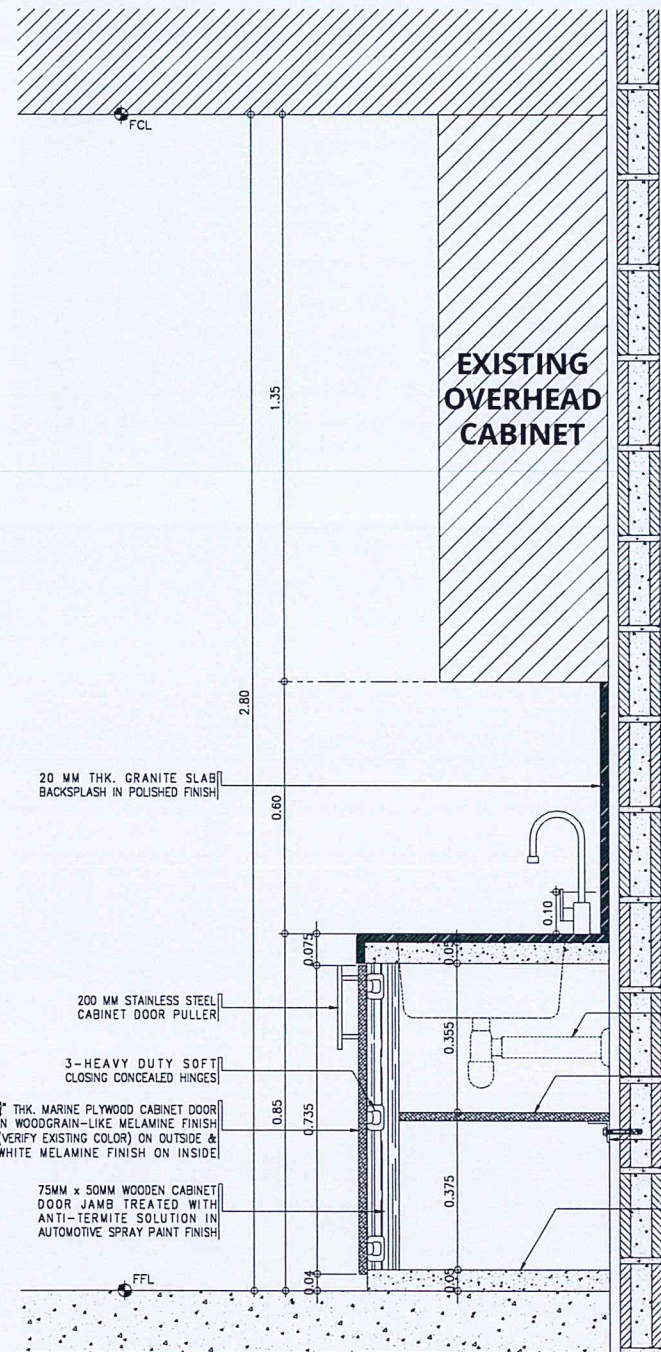 FCL
EXISTING
OVERHEAD
CABINET
1.35
2.80
20 MM THK. GRANITE SLAB
BACKSPLASH IN POLISHED FINISH
0.60
0.10
0.075
0.05
200 MM STAINLESS STEEL
CABINET DOOR PULLER
0.355
3-HEAVY DUTY SOFT
CLOSING CONCEALED HINGES
0.85
0.735
THK. MARINE PLYWOOD CABINET DOOR
IN WOODGRAIN-LIKE MELAMINE FINISH
(VERIFY EXISTING COLOR) ON OUTSIDE &
WHITE MELAMINE FINISH ON INSIDE
0.375
75MM x 50MM WOODEN CABINET
DOOR JAMB TREATED WITH
ANTI-TERMITE SOLUTION IN
AUTOMOTIVE SPRAY PAINT FINISH
FFL
0.04
0.05